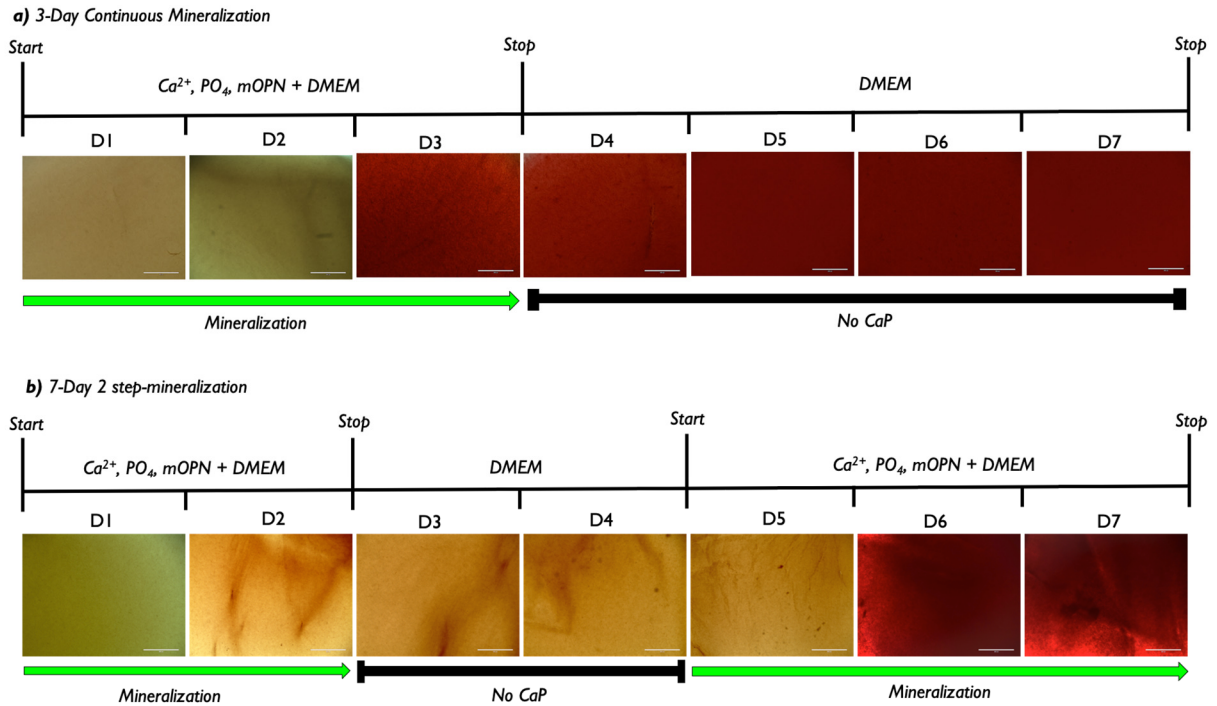 a) 3-Day Continuous Mineralization
Start Stop Stop
Ca²⁺, PO₄, mOPN + DMEM DMEM
D1 D2 D3 D4 D5 D6 D7
Mineralization No CaP
b) 7-Day 2 step-mineralization
Start Stop Start Stop
Ca²⁺, PO₄, mOPN + DMEM DMEM Ca²⁺, PO₄, mOPN + DMEM
D1 D2 D3 D4 D5 D6 D7
Mineralization No CaP Mineralization